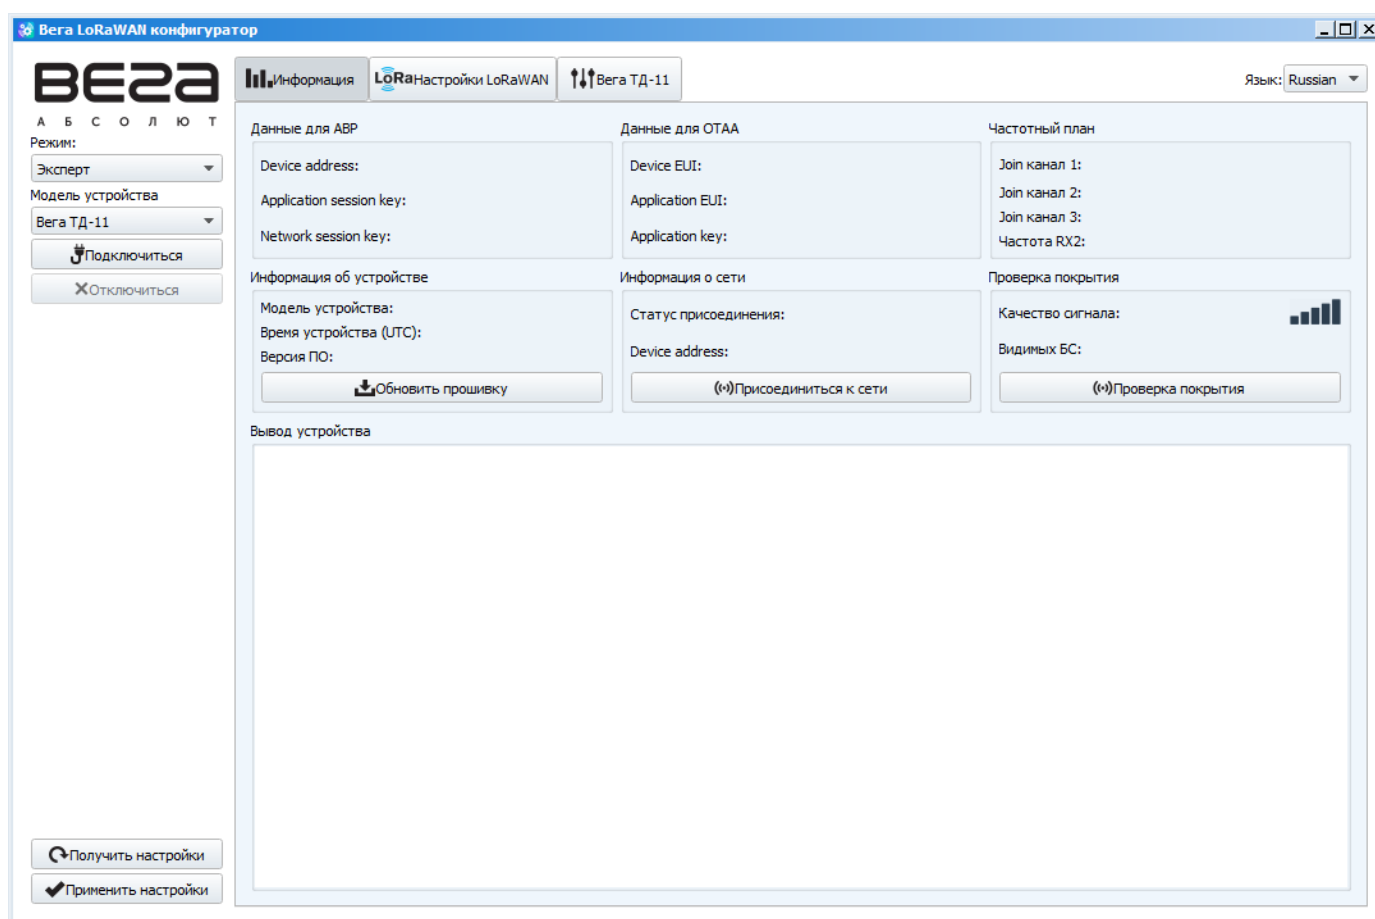 Вега LoRaWAN конфигуратор
ВЕГА
АБСОЛЮТ
Режим:
Эксперт
Модель устройства
Вега ТД-11
Подключиться
Отключиться
Получить настройки
Применить настройки
Информация
LoRa Настройки LoRaWAN
Вега ТД-11
Язык: Russian
Данные для ABP
Device address:
Application session key:
Network session key:
Данные для OTAA
Device EUI:
Application EUI:
Application key:
Частотный план
Join канал 1:
Join канал 2:
Join канал 3:
Частота RX2:
Информация об устройстве
Модель устройства:
Время устройства (UTC):
Версия ПО:
Обновить прошивку
Информация о сети
Статус присоединения:
Device address:
Присоединиться к сети
Проверка покрытия
Качество сигнала:
Видимых БС:
Проверка покрытия
Вывод устройства